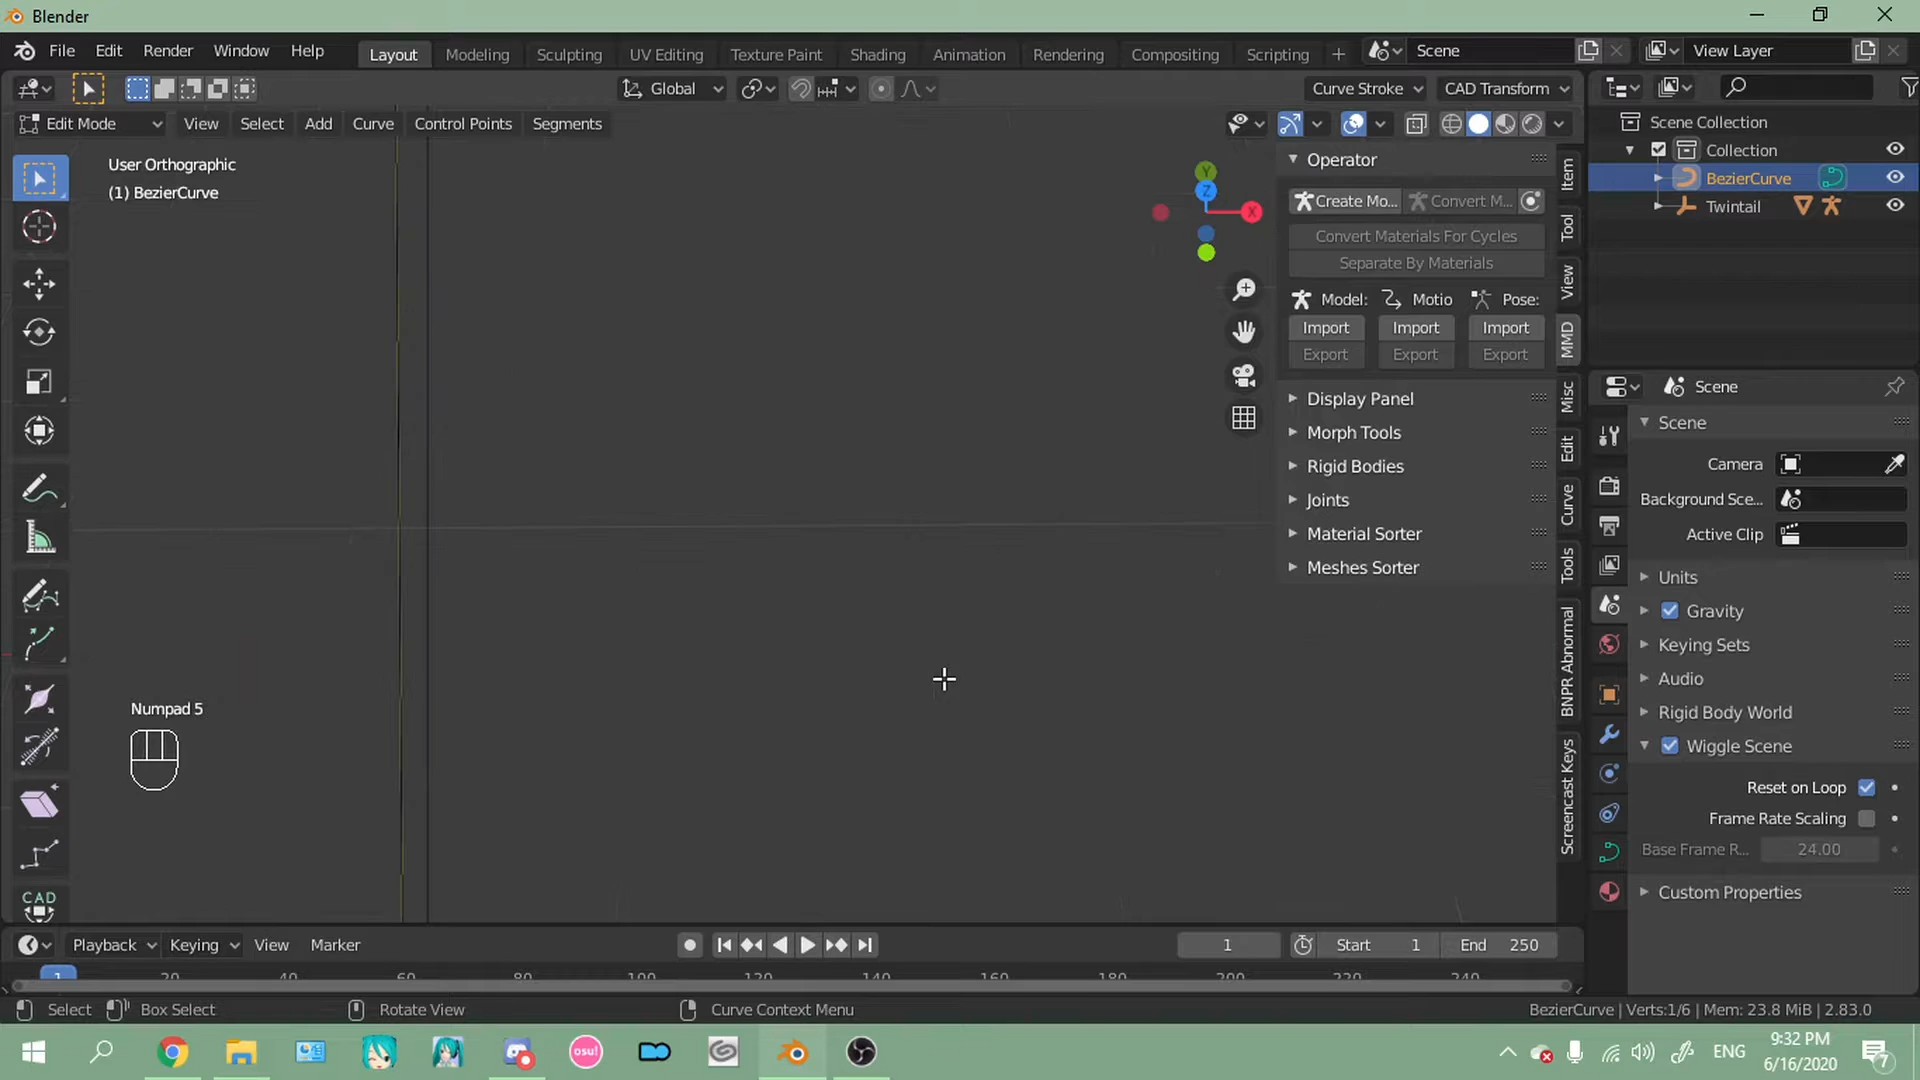 Blender
File Edit Render Window Help
Layout Modeling Sculpting UV Editing Texture Paint Shading Animation Rendering Compositing Scripting +
Scene
View Layer
Global
Curve Stroke
CAD Transform
Edit Mode View Select Add Curve Control Points Segments
User Orthographic
(1) BezierCurve
Y
Z
X
Operator
Create Mo...
Convert M...
Convert Materials For Cycles
Separate By Materials
Model: Motio Pose:
Import Import Import
Export Export Export
Display Panel
Morph Tools
Rigid Bodies
Joints
Material Sorter
Meshes Sorter
Item
Tool
View
MMD
Misc
Edit
Curve
Tools
BNPR Abnormal
Screencast Keys
Scene Collection
Collection
BezierCurve
Twintail
Scene
Scene
Camera
Background Sce...
Active Clip
Units
Gravity
Keying Sets
Audio
Rigid Body World
Wiggle Scene
Reset on Loop
Frame Rate Scaling
Base Frame R... 24.00
Custom Properties
Numpad 5
CAD
Playback Keying View Marker
1
Start 1
End 250
1 20 40 60 80 100 120 140 160 180 200 220 240
Select Box Select Rotate View Curve Context Menu
BezierCurve | Verts:1/6 | Mem: 23.8 MiB | 2.83.0
osu!
ENG
9:32 PM
6/16/2020
7